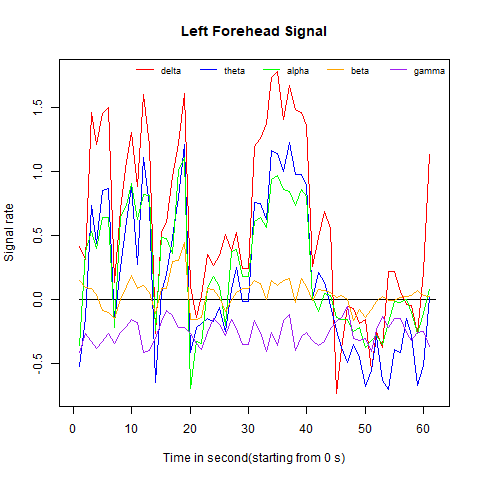 Left Forehead Signal
delta theta alpha beta gamma
Signal rate
-0.5 0.0 0.5 1.0 1.5
0 10 20 30 40 50 60
Time in second(starting from 0 s)